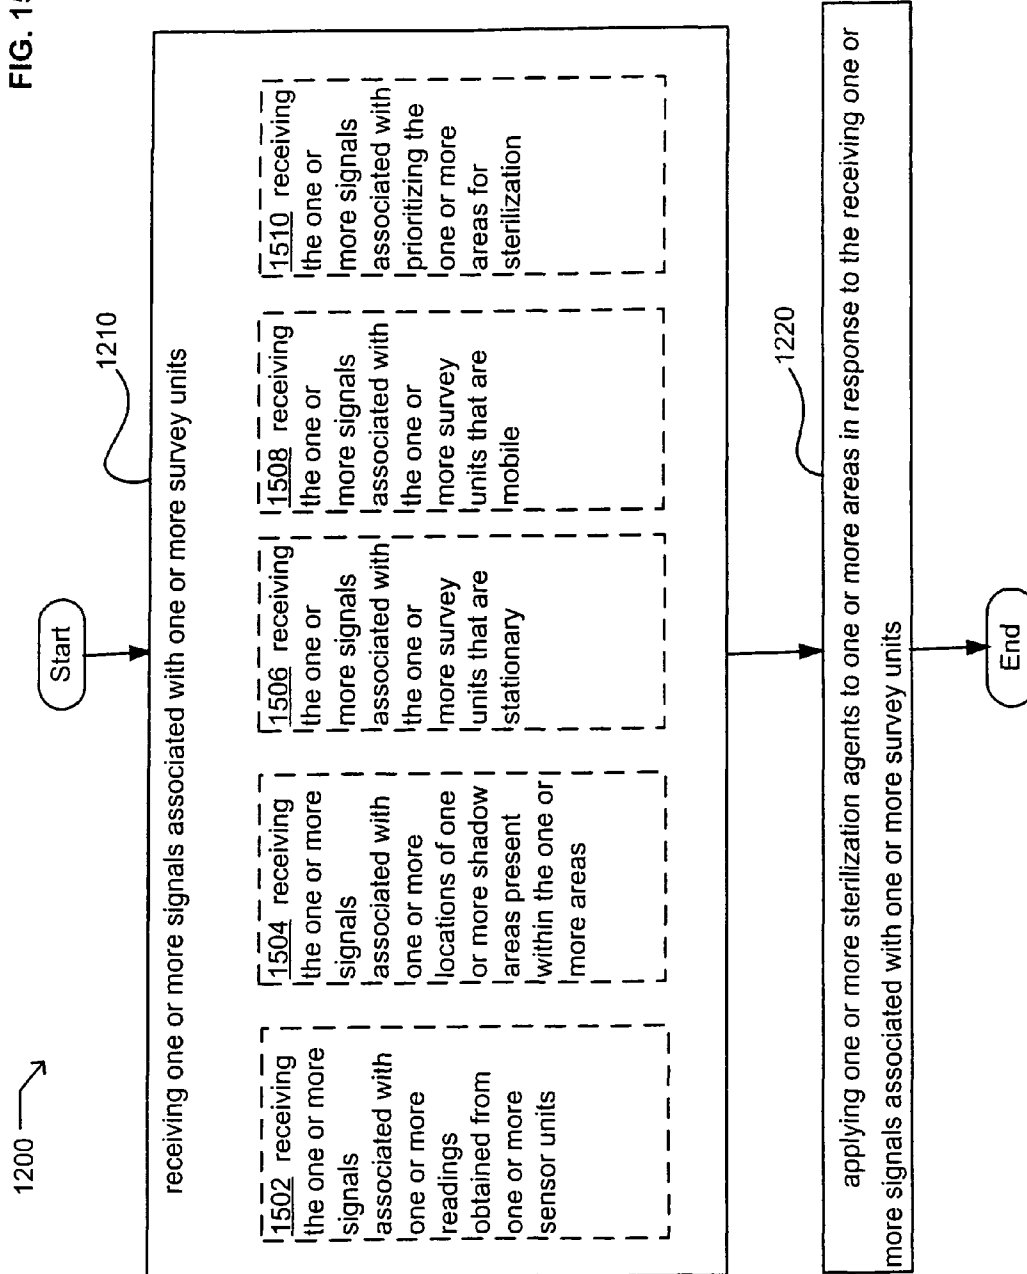 FIG. 15
1200
Start
1210
receiving one or more signals associated with one or more survey units
1502 receiving
the one or more
signals
associated with
one or more
readings
obtained from
one or more
sensor units
1504 receiving
the one or more
signals
associated with
one or more
locations of one
or more shadow
areas present
within the one or
more areas
1506 receiving
the one or
more signals
associated with
the one or
more survey
units that are
stationary
1508 receiving
the one or
more signals
associated with
the one or
more survey
units that are
mobile
1510 receiving
the one or
more signals
associated with
prioritizing the
one or more
areas for
sterilization
1220
applying one or more sterilization agents to one or more areas in response to the receiving one or
more signals associated with one or more survey units
End